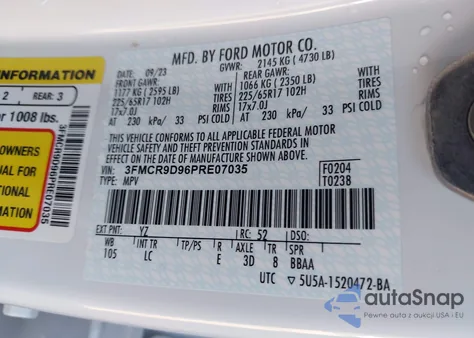 INFORMATION
2 REAR: 3
r 1008 lbs.
OWNERS
UAL FOR
TIONAL
MATION
3FMCR9D96PRE07035
MFD. BY FORD MOTOR CO.
09/23 GVWR: 2145 KG ( 4730 LB)
FRONT GAWR: REAR GAWR:
1177 KG ( 2595 LB) 1066 KG ( 2350 LB)
225/65R17 102H TIRES 225/65R17 102H
17x7.0J RIMS 17x7.0J
AT 230 kPa/ 33 PSI COLD AT 230 kPa/ 33 PSI COLD
THIS VEHICLE CONFORMS TO ALL APPLICABLE FEDERAL MOTOR
VEHICLE SAFETY AND THEFT PREVENTION STANDARDS IN EFFECT
ON THE DATE OF MANUFACTURE SHOWN ABOVE.
VIN: 3FMCR9D96PRE07035 F0204
TYPE: MPV T0238
EXT PNT: YZ RC: 52
WB INT TR TP/PS R AXLE TR SPR
105 LC E 3D 8 BBAA
UTC 5U5A-1520472-BA
autoSnap
Pewne auta z aukcji USA i EU